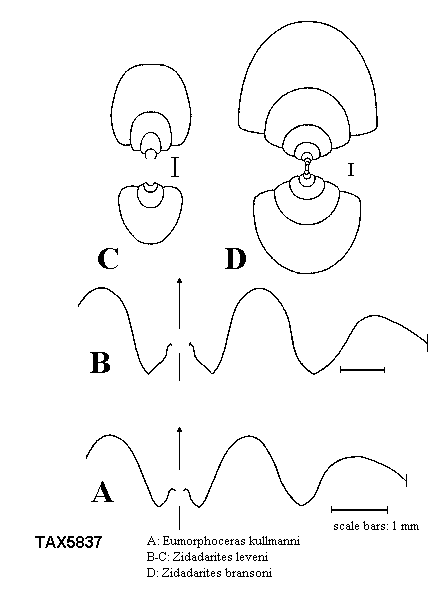 C
D
B
A
scale bars: 1 mm
TAX5837
A: Eumorphoceras kullmanni
B-C: Zidadarites leveni
D: Zidadarites bransoni